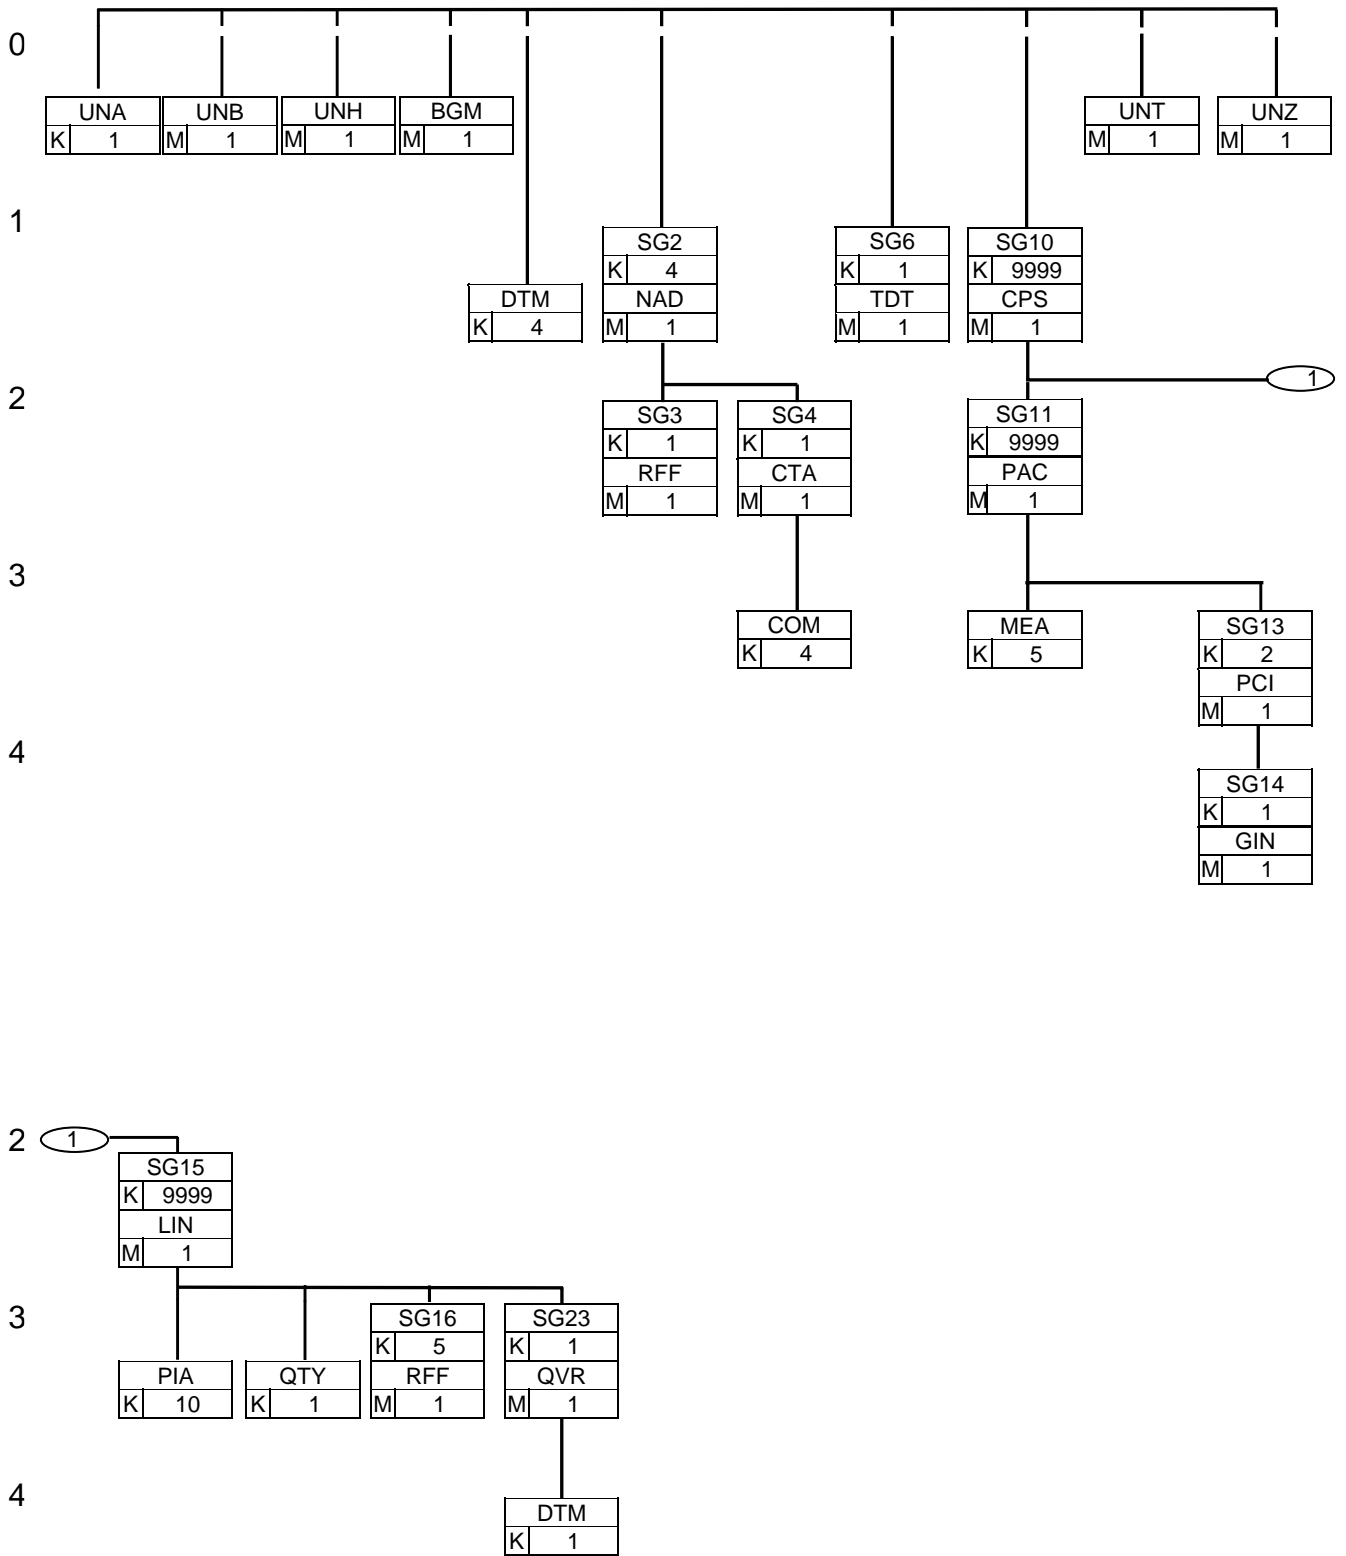 0
UNA UNB UNH BGM UNT UNZ
K 1 M 1 M 1 M 1 M 1 M 1
1
SG2 SG6 SG10
K 4 K 1 K 9999
DTM NAD TDT CPS
K 4 M 1 M 1 M 1
1
2
SG3 SG4 SG11
K 1 K 1 K 9999
RFF CTA PAC
M 1 M 1 M 1
3
COM MEA SG13
K 4 K 5 K 2
PCI
M 1
4
SG14
K 1
GIN
M 1
2 1
SG15
K 9999
LIN
M 1
3
SG16 SG23
K 5 K 1
PIA QTY RFF QVR
K 10 K 1 M 1 M 1
4
DTM
K 1